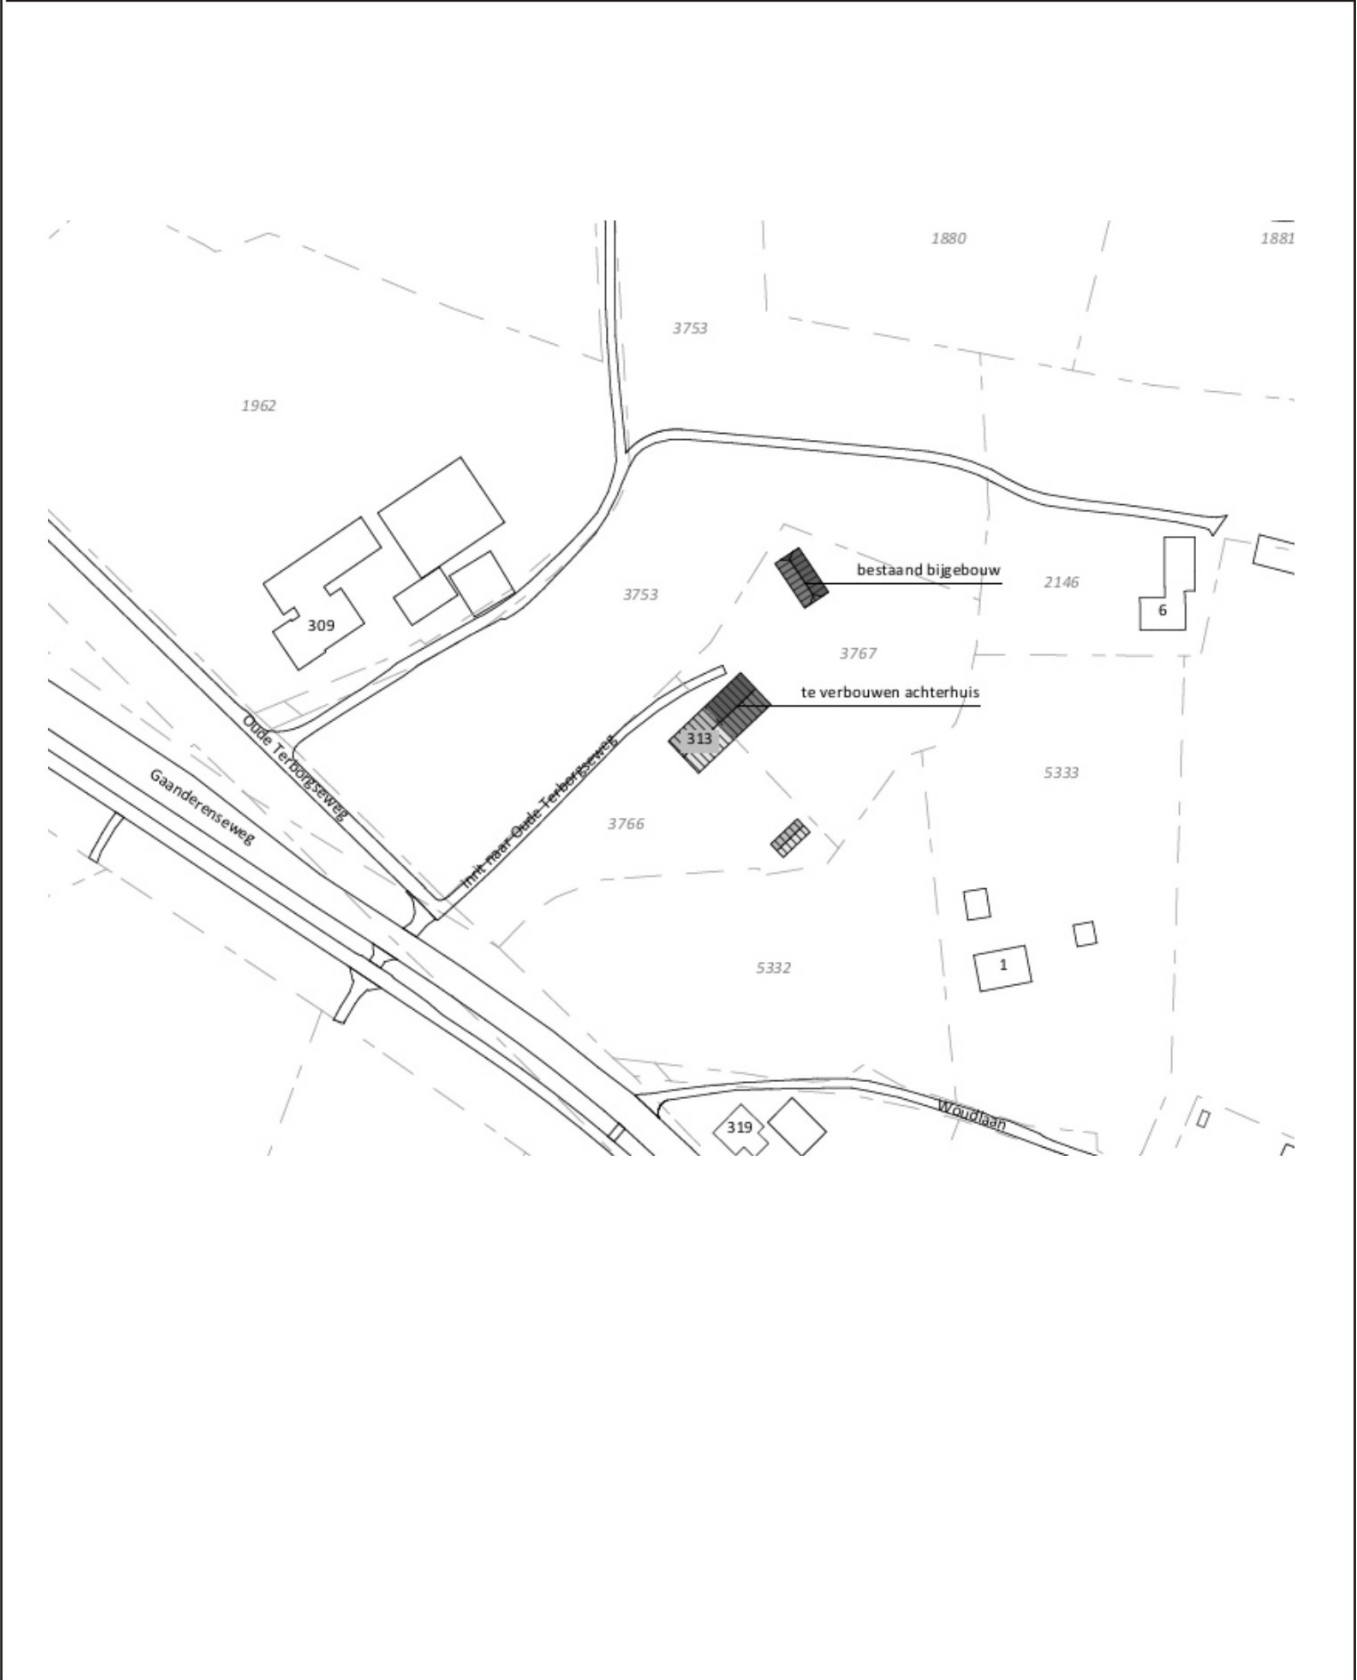 1880
1881
3753
1962
bestaand bijgebouw
2146
3753
6
309
3767
te verbouwen achterhuis
313
Oude Terborgseweg
5333
Gaanderenseweg
Inrit naar Oude Terborgseweg
3766
1
5332
Woudlaan
319